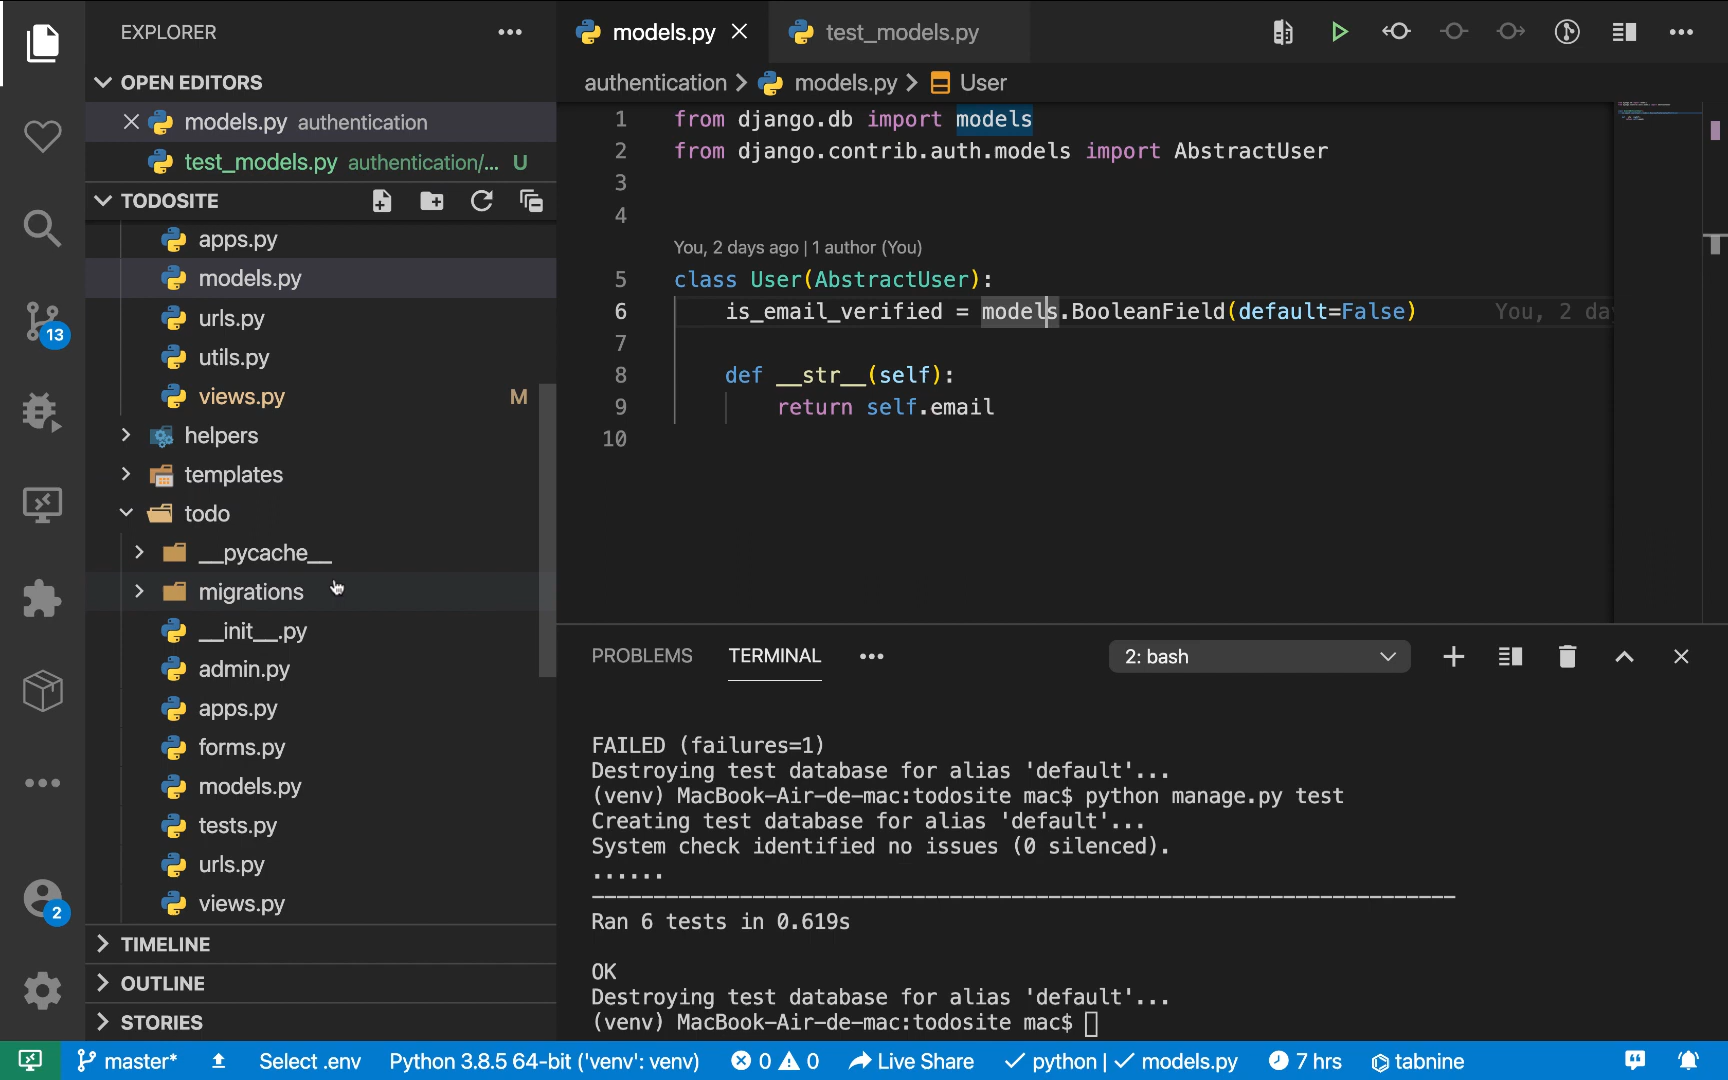 EXPLORER
models.py
test_models.py
OPEN EDITORS
models.py authentication
test_models.py authentication/... U
TODOSITE
apps.py
models.py
urls.py
utils.py
views.py M
helpers
templates
todo
__pycache__
migrations
__init__.py
admin.py
apps.py
forms.py
models.py
tests.py
urls.py
views.py
TIMELINE
OUTLINE
STORIES
13
2
authentication > models.py > User
1 from django.db import models
2 from django.contrib.auth.models import AbstractUser
3
4
You, 2 days ago | 1 author (You)
5 class User(AbstractUser):
6 is_email_verified = models.BooleanField(default=False) You, 2 da
7
8 def __str__(self):
9 return self.email
10
PROBLEMS TERMINAL 2: bash
FAILED (failures=1)
Destroying test database for alias 'default'...
(venv) MacBook-Air-de-mac:todosite mac$ python manage.py test
Creating test database for alias 'default'...
System check identified no issues (0 silenced).
......
----------------------------------------------------------------------
Ran 6 tests in 0.619s
OK
Destroying test database for alias 'default'...
(venv) MacBook-Air-de-mac:todosite mac$
master* Select .env Python 3.8.5 64-bit ('venv': venv) 0 0 Live Share python | models.py 7 hrs tabnine